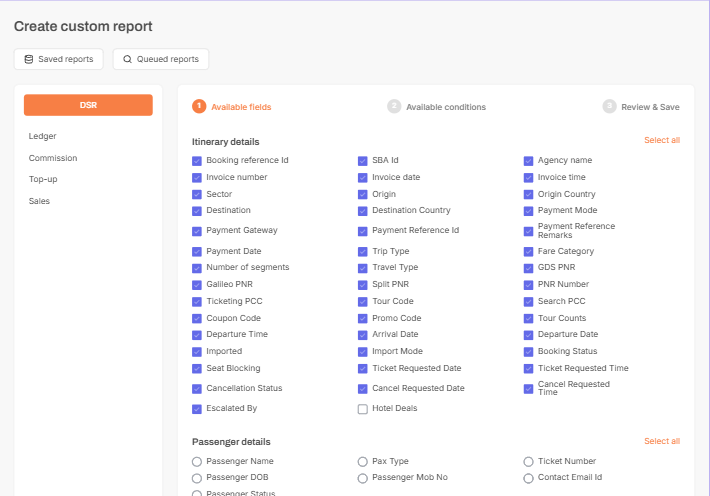 Create custom report
Saved reports
Queued reports
DSR
Ledger
Commission
Top-up
Sales
1 Available fields
2 Available conditions
3 Review & Save
Itinerary details
Select all
Booking reference Id
SBA Id
Agency name
Invoice number
Invoice date
Invoice time
Sector
Origin
Origin Country
Destination
Destination Country
Payment Mode
Payment Gateway
Payment Reference Id
Payment Reference
Remarks
Payment Date
Trip Type
Fare Category
Number of segments
Travel Type
GDS PNR
Galileo PNR
Split PNR
PNR Number
Ticketing PCC
Tour Code
Search PCC
Coupon Code
Promo Code
Tour Counts
Departure Time
Arrival Date
Departure Date
Imported
Import Mode
Booking Status
Seat Blocking
Ticket Requested Date
Ticket Requested Time
Cancellation Status
Cancel Requested Date
Cancel Requested
Time
Escalated By
Hotel Deals
Passenger details
Select all
Passenger Name
Pax Type
Ticket Number
Passenger DOB
Passenger Mob No
Contact Email Id
Passenger Status